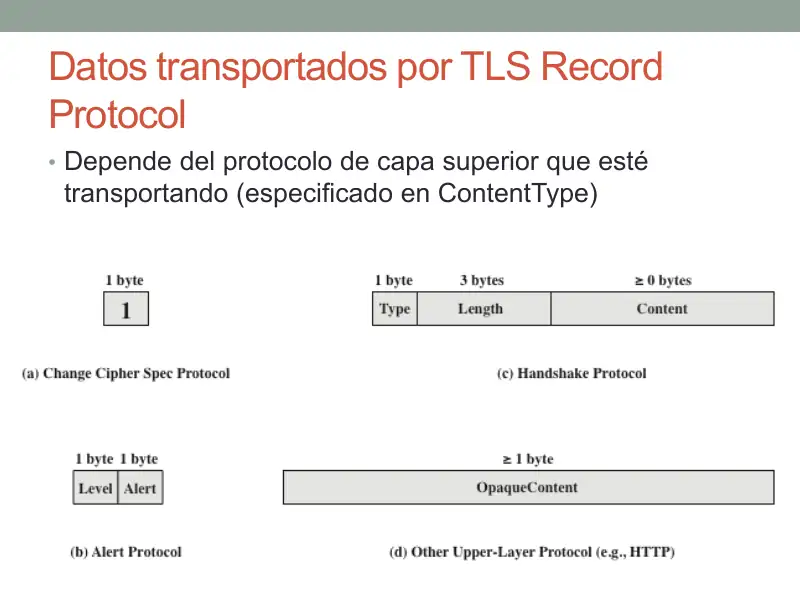 Datos transportados por TLS Record
Protocol
• Depende del protocolo de capa superior que esté
transportando (especificado en ContentType)
1 byte
1
(a) Change Cipher Spec Protocol
1 byte 3 bytes ≥ 0 bytes
Type Length Content
(c) Handshake Protocol
1 byte 1 byte
Level Alert
(b) Alert Protocol
≥ 1 byte
OpaqueContent
(d) Other Upper-Layer Protocol (e.g., HTTP)